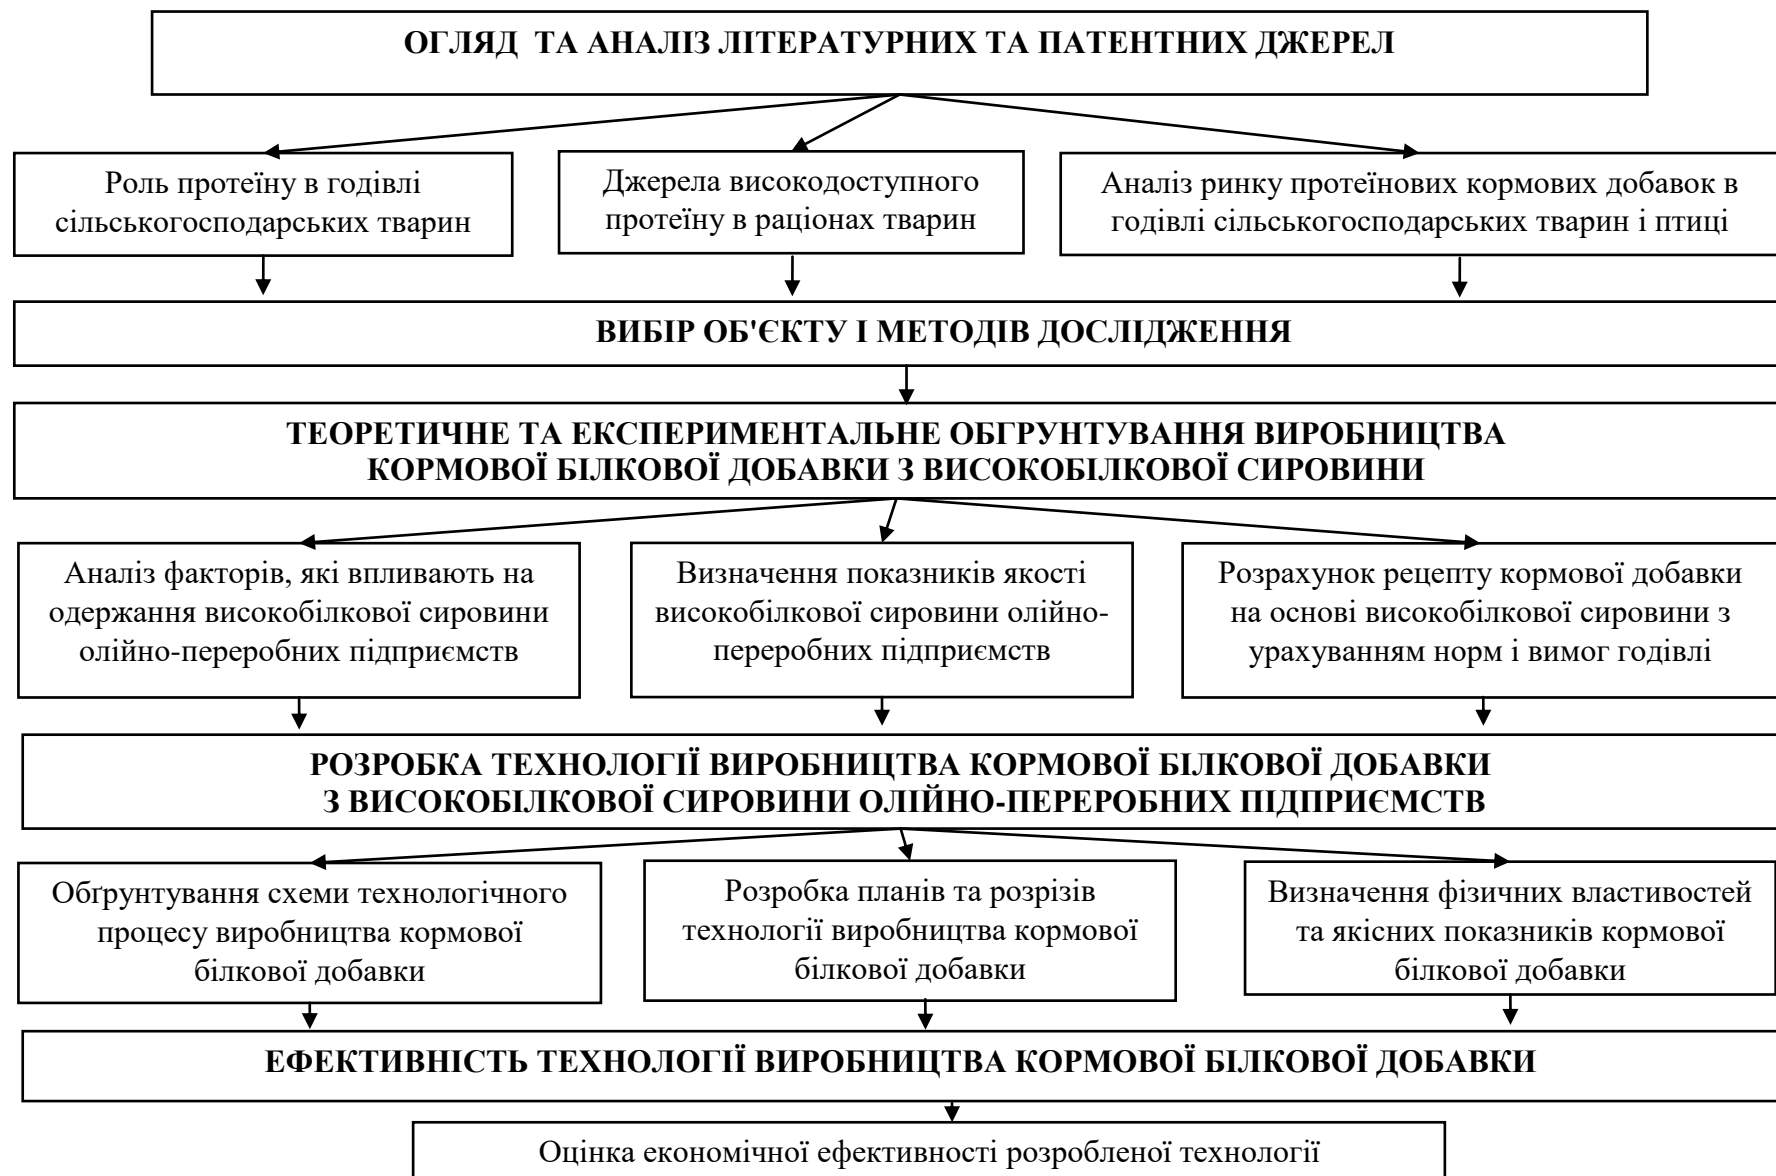 ОГЛЯД ТА АНАЛІЗ ЛІТЕРАТУРНИХ ТА ПАТЕНТНИХ ДЖЕРЕЛ
Роль протеїну в годівлі
сільськогосподарських тварин
Джерела високодоступного
протеїну в раціонах тварин
Аналіз ринку протеїнових кормових добавок в
годівлі сільськогосподарських тварин і птиці
ВИБІР ОБ'ЄКТУ І МЕТОДІВ ДОСЛІДЖЕННЯ
ТЕОРЕТИЧНЕ ТА ЕКСПЕРИМЕНТАЛЬНЕ ОБГРУНТУВАННЯ ВИРОБНИЦТВА
КОРМОВОЇ БІЛКОВОЇ ДОБАВКИ З ВИСОКОБІЛКОВОЇ СИРОВИНИ
Аналіз факторів, які впливають на
одержання високобілкової сировини
олійно-переробних підприємств
Визначення показників якості
високобілкової сировини олійно-
переробних підприємств
Розрахунок рецепту кормової добавки
на основі високобілкової сировини з
урахуванням норм і вимог годівлі
РОЗРОБКА ТЕХНОЛОГІЇ ВИРОБНИЦТВА КОРМОВОЇ БІЛКОВОЇ ДОБАВКИ
З ВИСОКОБІЛКОВОЇ СИРОВИНИ ОЛІЙНО-ПЕРЕРОБНИХ ПІДПРИЄМСТВ
Обґрунтування схеми технологічного
процесу виробництва кормової
білкової добавки
Розробка планів та розрізів
технології виробництва кормової
білкової добавки
Визначення фізичних властивостей
та якісних показників кормової
білкової добавки
ЕФЕКТИВНІСТЬ ТЕХНОЛОГІЇ ВИРОБНИЦТВА КОРМОВОЇ БІЛКОВОЇ ДОБАВКИ
Оцінка економічної ефективності розробленої технології